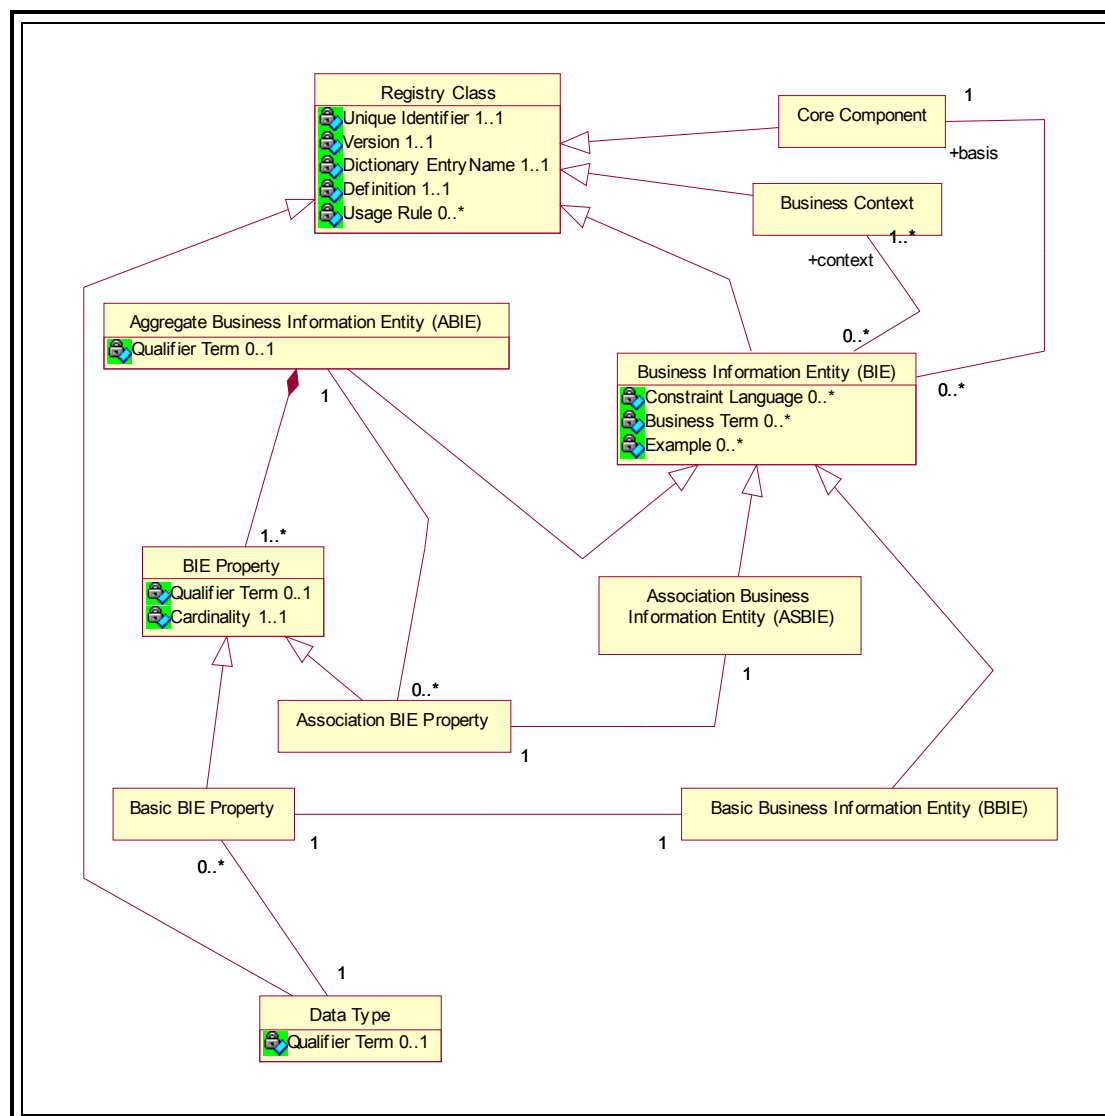 Registry Class
Unique Identifier 1..1
Version 1..1
Dictionary EntryName 1..1
Definition 1..1
Usage Rule 0..*
Core Component
1
+basis
Business Context
1..*
+context
0..*
0..*
Aggregate Business Information Entity (ABIE)
Qualifier Term 0..1
1
Business Information Entity (BIE)
Constraint Language 0..*
Business Term 0..*
Example 0..*
1..*
BIE Property
Qualifier Term 0..1
Cardinality 1..1
Association Business
Information Entity (ASBIE)
1
0..*
Association BIE Property
1
Basic BIE Property
1
1
Basic Business Information Entity (BBIE)
0..*
1
Data Type
Qualifier Term 0..1